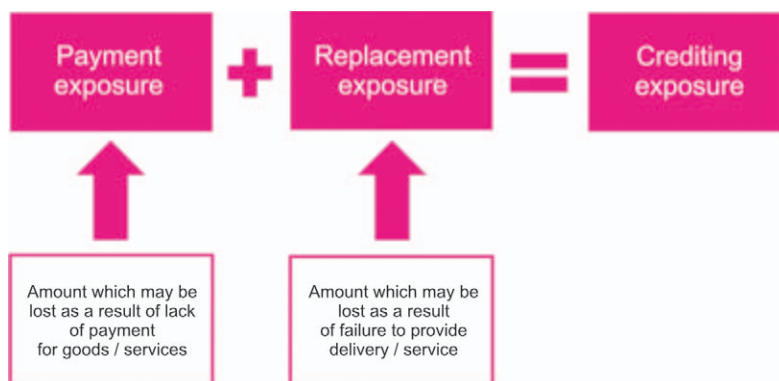 Payment
exposure
+
Replacement
exposure
=
Crediting
exposure
Amount which may be
lost as a result of lack
of payment
for goods / services
Amount which may be
lost as a result
of failure to provide
delivery / service